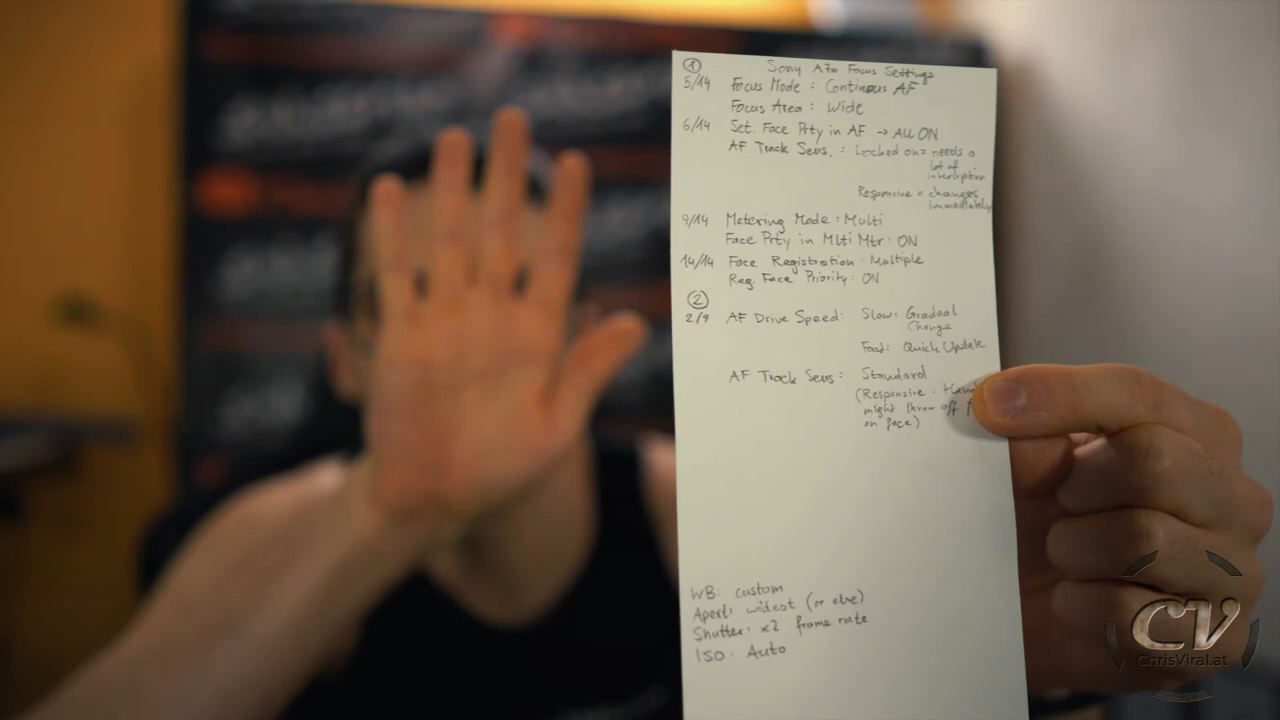 ① Sony A7III Focus Settings
5/14 Focus Mode : Continous AF
Focus Area : Wide
6/14 Set. Face Prty in AF → ALL ON
AF Track Sens. : Locked on = needs a
lot of
interruption
Responsive = changes
immediately
9/14 Metering Mode : Multi
Face Prty in Mlti Mtr : ON
14/14 Face Registration : Multiple
Reg. Face Priority : ON
②
2/9 AF Drive Speed : Slow : Gradual
Change
Fast : Quick Update
AF Track Sens : Standard
(Responsive -
might throw off
on face)
WB : custom
Apert : widest (or else)
Shutter : x2 frame rate
ISO : Auto
CV
ChrisViral.at